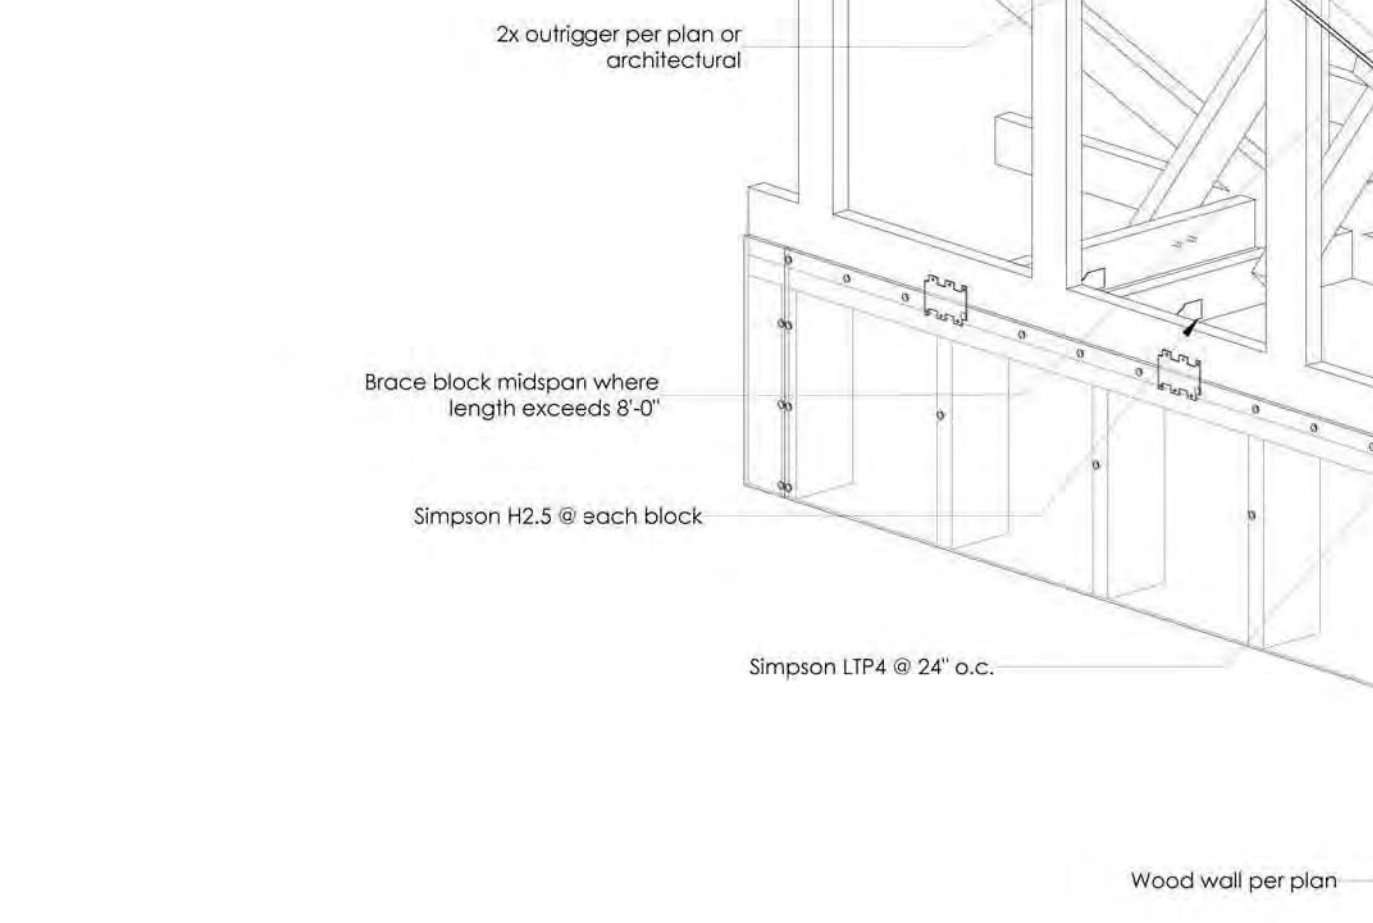 2x outrigger per plan or
architectural
Brace block midspan where
length exceeds 8'-0"
Simpson H2.5 @ each block
Simpson LTP4 @ 24" o.c.
Wood wall per plan